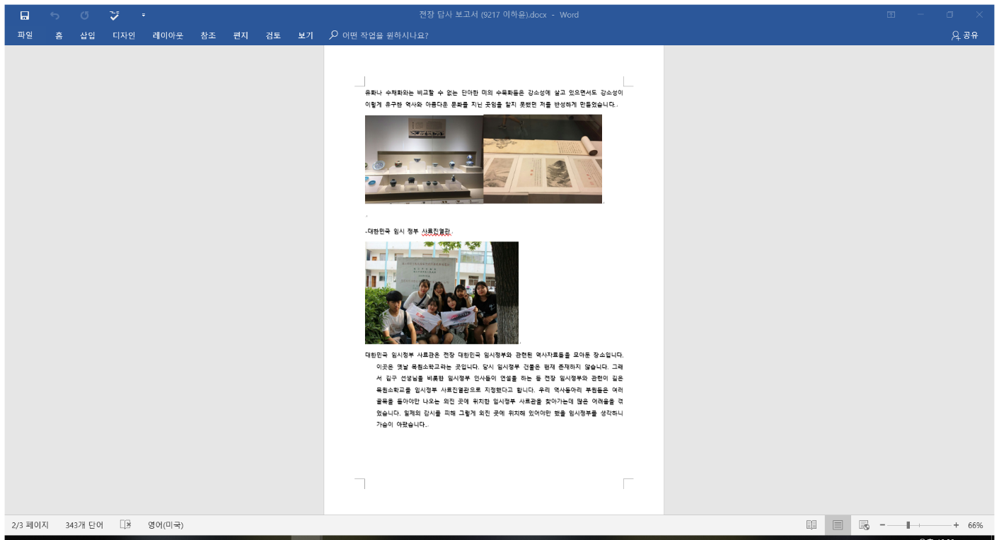 전장 답사 보고서 (9217 이하윤).docx - Word
파일 홈 삽입 디자인 레이아웃 참조 편지 검토 보기 어떤 작업을 원하시나요? 공유
유화나 수채화와는 비교할 수 없는 단아한 미의 수묵화들은 강소성에 살고 있으면서도 강소성이
이렇게 유구한 역사와 아름다운 문화를 지닌 곳임을 알지 못했던 저를 반성하게 만들었습니다.
-대한민국 임시 정부 사료진열관
대한민국 임시정부 사료관은 전장 대한민국 임시정부와 관련된 역사자료들을 모아둔 장소입니다.
이곳은 옛날 목원소학교라는 곳입니다. 당시 임시정부 건물은 현재 존재하지 않습니다. 그래
서 김구 선생님을 비롯한 임시정부 인사들이 연설을 하는 등 전장 임시정부와 관련이 깊은
목원소학교를 임시정부 사료진열관으로 지정했다고 합니다. 우리 역사동아리 부원들은 여러
골목을 돌아야만 나오는 외진 곳에 위치한 임시정부 사료관을 찾아가는데 많은 어려움을 겪
었습니다. 일제의 감시를 피해 그렇게 외진 곳에 위치해 있어야만 했을 임시정부를 생각하니
가슴이 아팠습니다.
2/3 페이지 343개 단어 영어(미국) 66%